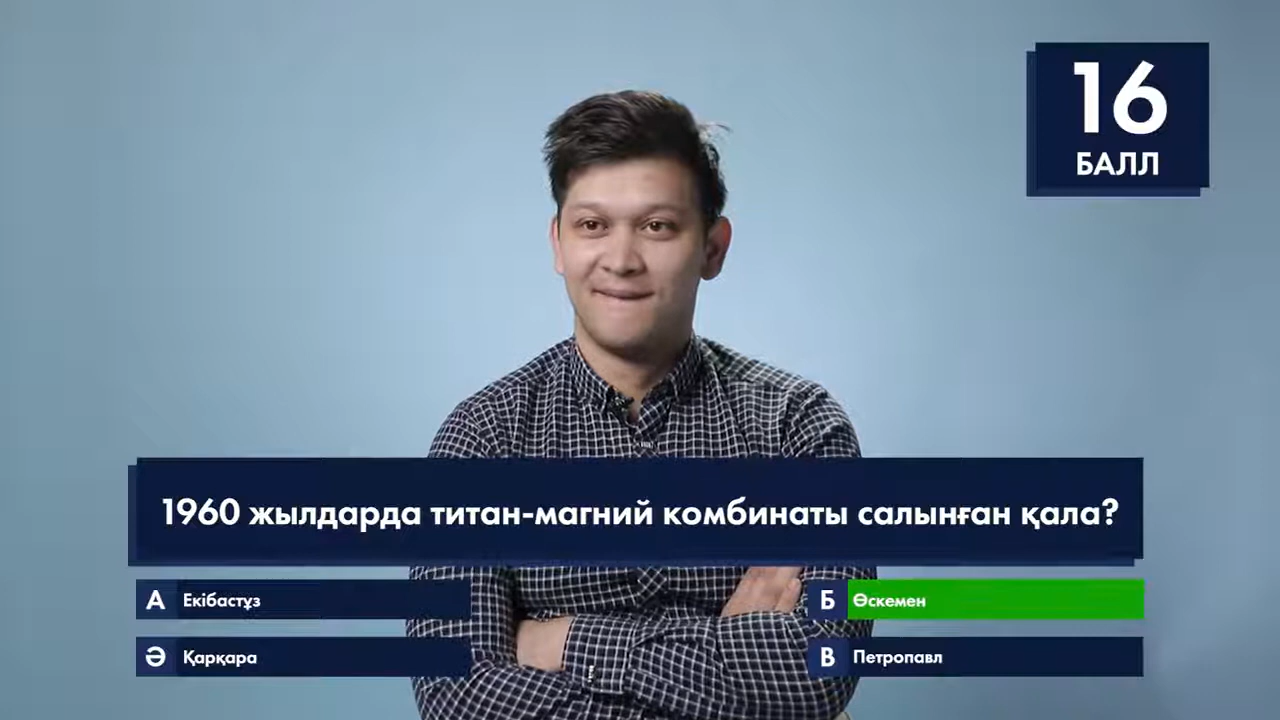 16
БАЛЛ
1960 жылдарда титан-магний комбинаты салынған қала?
А Екібастұз
Б Өскемен
Ә Қарқара
В Петропавл